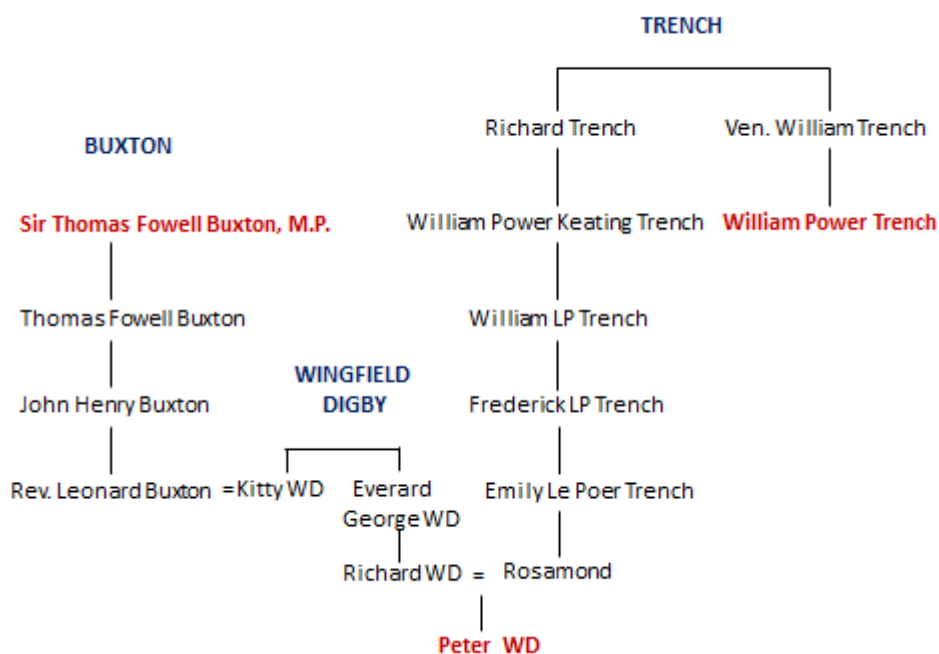 TRENCH
Richard Trench
Ven. William Trench
BUXTON
Sir Thomas Fowell Buxton, M.P.
William Power Keating Trench
William Power Trench
Thomas Fowell Buxton
William LP Trench
WINGFIELD
DIGBY
John Henry Buxton
Frederick LP Trench
Rev. Leonard Buxton = Kitty WD
Everard
George WD
Emily Le Poer Trench
Richard WD =
Rosamond
Peter WD